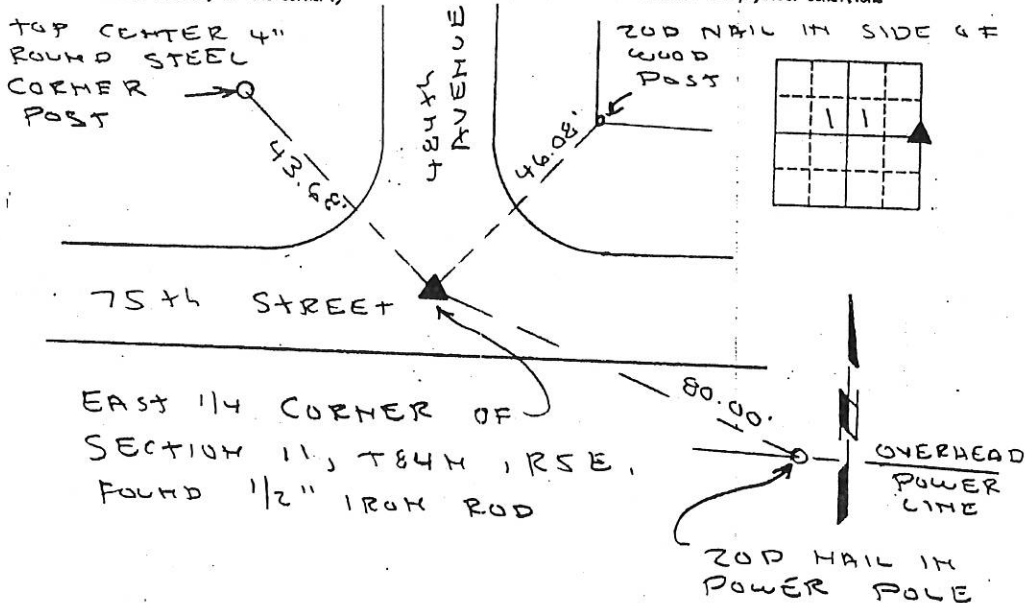 TOP CENTER 4"
ROUND STEEL
CORNER
POST
48th
AVENUE
20D NAIL IN SIDE OF
WOOD
POST
11
46.08'
75th STREET
80.00'
EAST 1/4 CORNER OF
SECTION 11, T84N, R5E,
FOUND 1/2" IRON ROD
OVERHEAD
POWER
LINE
20D NAIL IN
POWER POLE